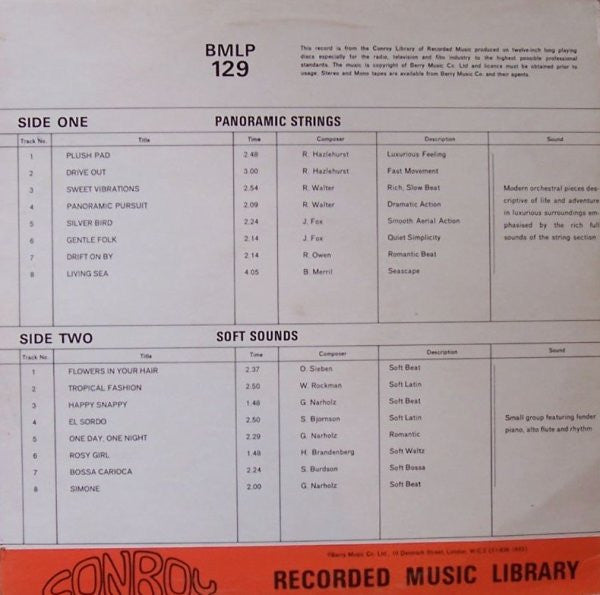 BMLP
129
This record is from the Conroy Library of Recorded Music produced on twelve-inch long playing
discs especially for the radio, television and film industry to the highest possible professional
standards. The music is copyright of Berry Music Co. Ltd and licence must be obtained prior to
usage. Stereo and Mono tapes are available from Berry Music Co. and their agents.
SIDE ONE PANORAMIC STRINGS
Track No. Title Time Composer Description Sound
1 PLUSH PAD 2.48 R. Hazlehurst Luxurious Feeling
2 DRIVE OUT 3.00 R. Hazlehurst Fast Movement
3 SWEET VIBRATIONS 2.54 R. Walter Rich, Slow Beat
4 PANORAMIC PURSUIT 2.09 R. Walter Dramatic Action
5 SILVER BIRD 2.24 J. Fox Smooth Aerial Action
6 GENTLE FOLK 2.14 J. Fox Quiet Simplicity
7 DRIFT ON BY 2.14 R. Owen Romantic Beat
8 LIVING SEA 4.05 B. Merril Seascape
Modern orchestral pieces des-
criptive of life and adventure
in luxurious surroundings em-
phasised by the rich full
sounds of the string section
SIDE TWO SOFT SOUNDS
Track No. Title Time Composer Description Sound
1 FLOWERS IN YOUR HAIR 2.37 O. Sieben Soft Beat
2 TROPICAL FASHION 2.50 W. Rockman Soft Latin
3 HAPPY SNAPPY 1.48 G. Narholz Soft Beat
4 EL SORDO 2.50 S. Bjornson Soft Latin
5 ONE DAY, ONE NIGHT 2.29 G. Narholz Romantic
6 ROSY GIRL 1.48 H. Brandenberg Soft Waltz
7 BOSSA CARIOCA 2.24 S. Burdson Soft Bossa
8 SIMONE 2.00 G. Narholz Soft Beat
Small group featuring fender
piano, alto flute and rhythm
©Berry Music Co. Ltd., 10 Denmark Street, London, W.C.2
CONROY
RECORDED MUSIC LIBRARY